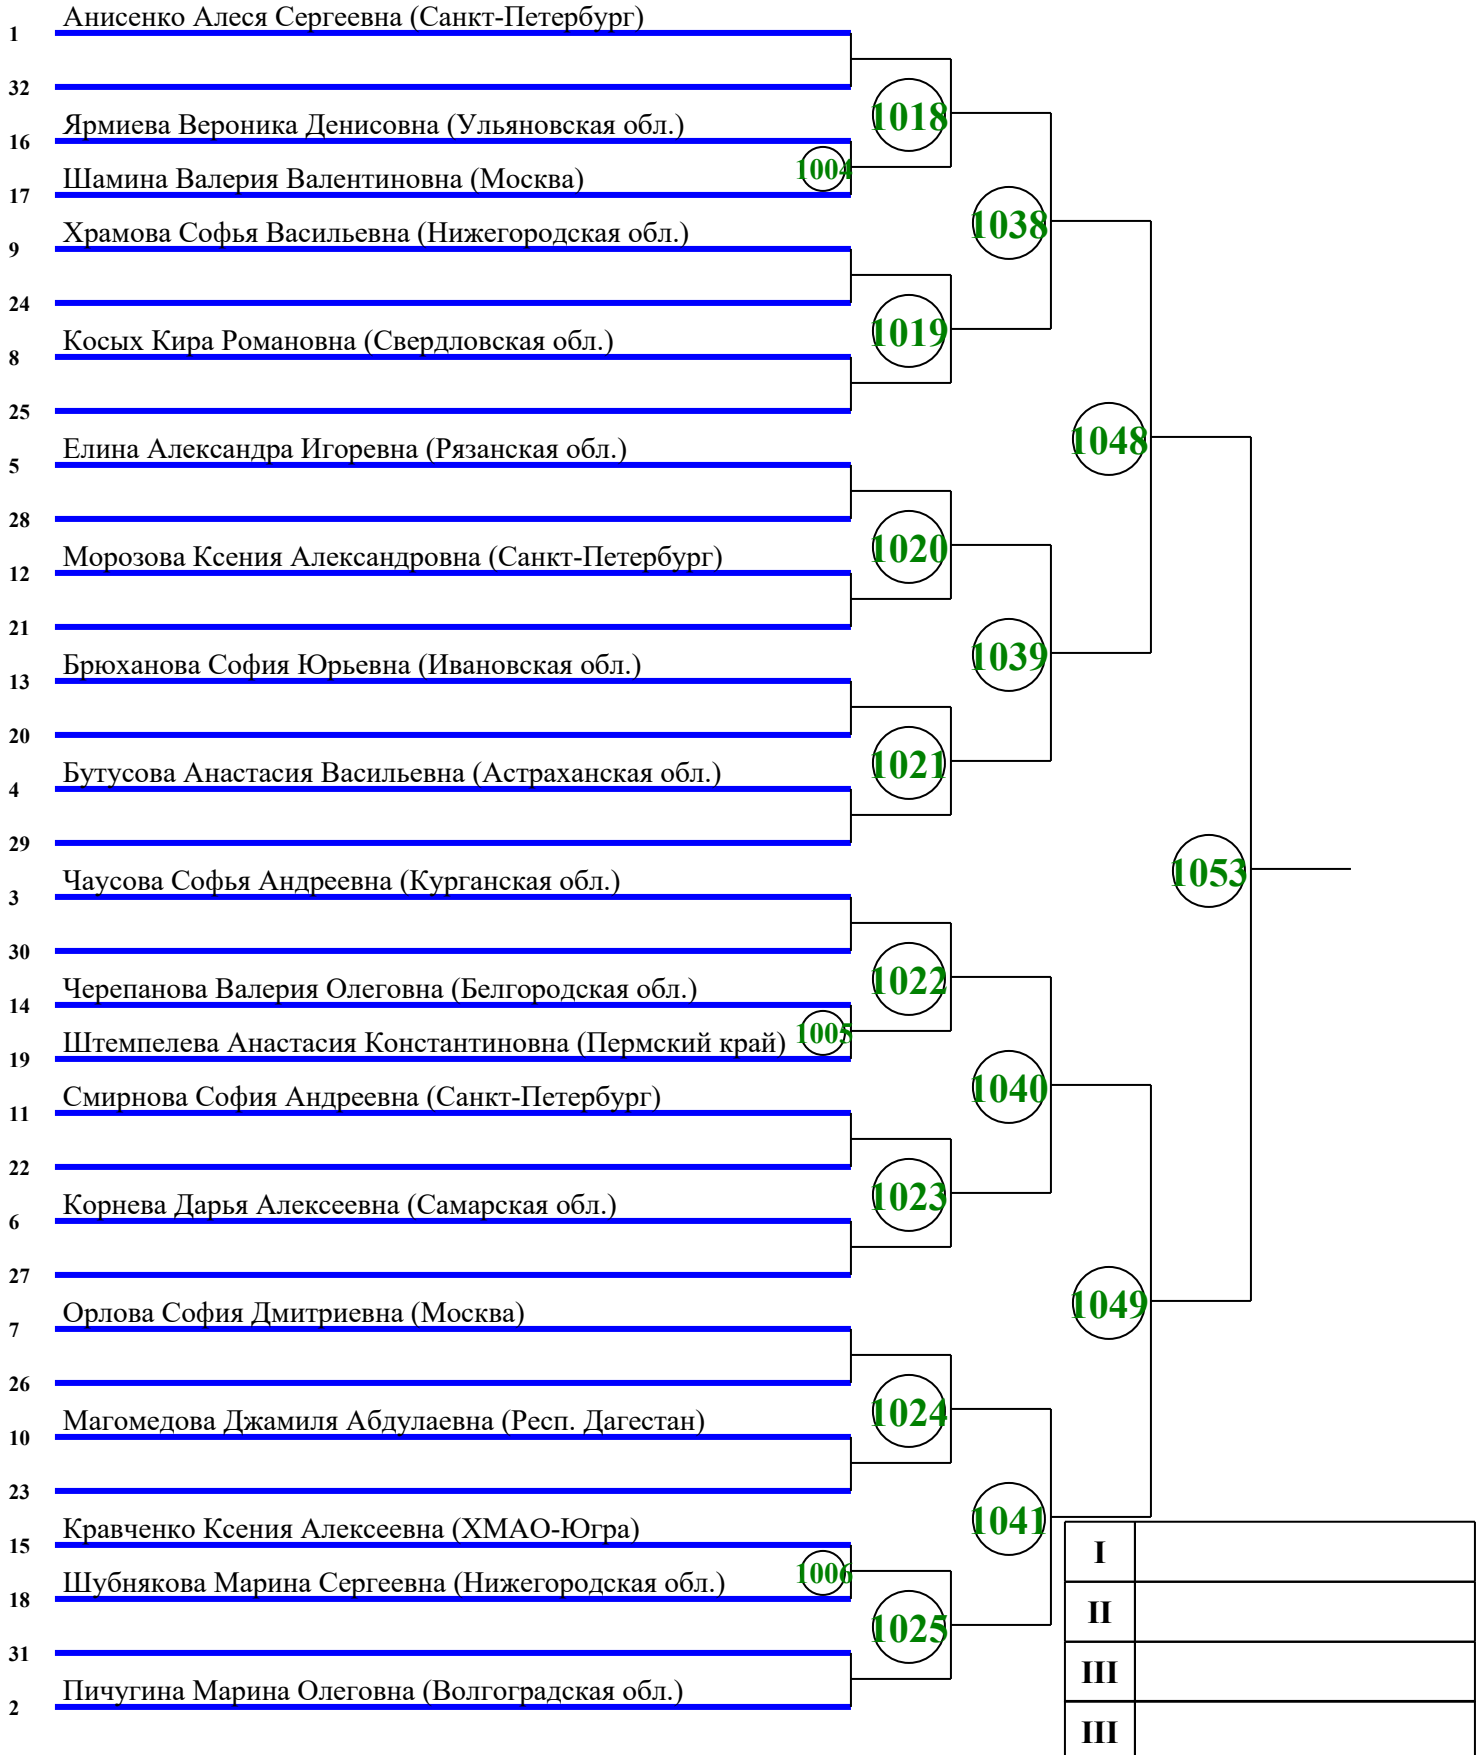 Анисенко Алеся Сергеевна (Санкт-Петербург)
1
32
1018
Ярмиева Вероника Денисовна (Ульяновская обл.)
16
1004
Шамина Валерия Валентиновна (Москва)
17
1038
Храмова Софья Васильевна (Нижегородская обл.)
9
24
1019
Косых Кира Романовна (Свердловская обл.)
8
25
1048
Елина Александра Игоревна (Рязанская обл.)
5
28
1020
Морозова Ксения Александровна (Санкт-Петербург)
12
21
1039
Брюханова София Юрьевна (Ивановская обл.)
13
20
1021
Бутусова Анастасия Васильевна (Астраханская обл.)
4
29
1053
Чаусова Софья Андреевна (Курганская обл.)
3
30
1022
Черепанова Валерия Олеговна (Белгородская обл.)
14
1005
Штемпелева Анастасия Константиновна (Пермский край)
19
1040
Смирнова София Андреевна (Санкт-Петербург)
11
22
1023
Корнева Дарья Алексеевна (Самарская обл.)
6
27
1049
Орлова София Дмитриевна (Москва)
7
26
1024
Магомедова Джамиля Абдулаевна (Респ. Дагестан)
10
23
1041
Кравченко Ксения Алексеевна (ХМАО-Югра)
15
I
1006
Шубнякова Марина Сергеевна (Нижегородская обл.)
18
II
1025
31
III
Пичугина Марина Олеговна (Волгоградская обл.)
2
III